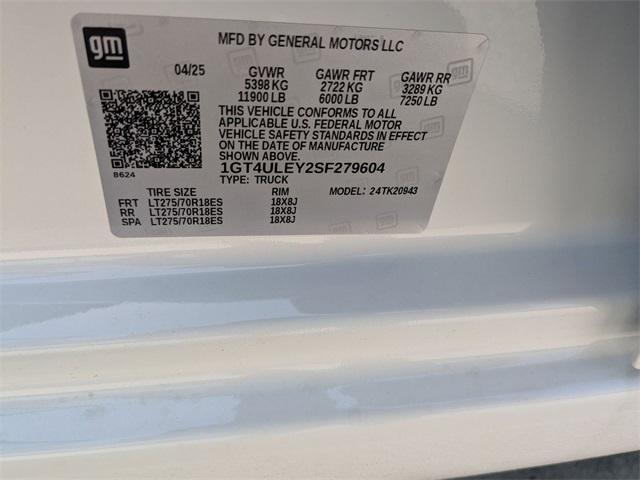 gm
MFD BY GENERAL MOTORS LLC
04/25 GVWR GAWR FRT GAWR RR
5398 KG 2722 KG 3289 KG
11900 LB 6000 LB 7250 LB
THIS VEHICLE CONFORMS TO ALL
APPLICABLE U.S. FEDERAL MOTOR
VEHICLE SAFETY STANDARDS IN EFFECT
ON THE DATE OF MANUFACTURE
SHOWN ABOVE.
8624
1GT4ULEY2SF279604
TYPE: TRUCK MODEL: 24TK20943
TIRE SIZE RIM
FRT LT275/70R18ES 18X8J
RR LT275/70R18ES 18X8J
SPA LT275/70R18ES 18X8J